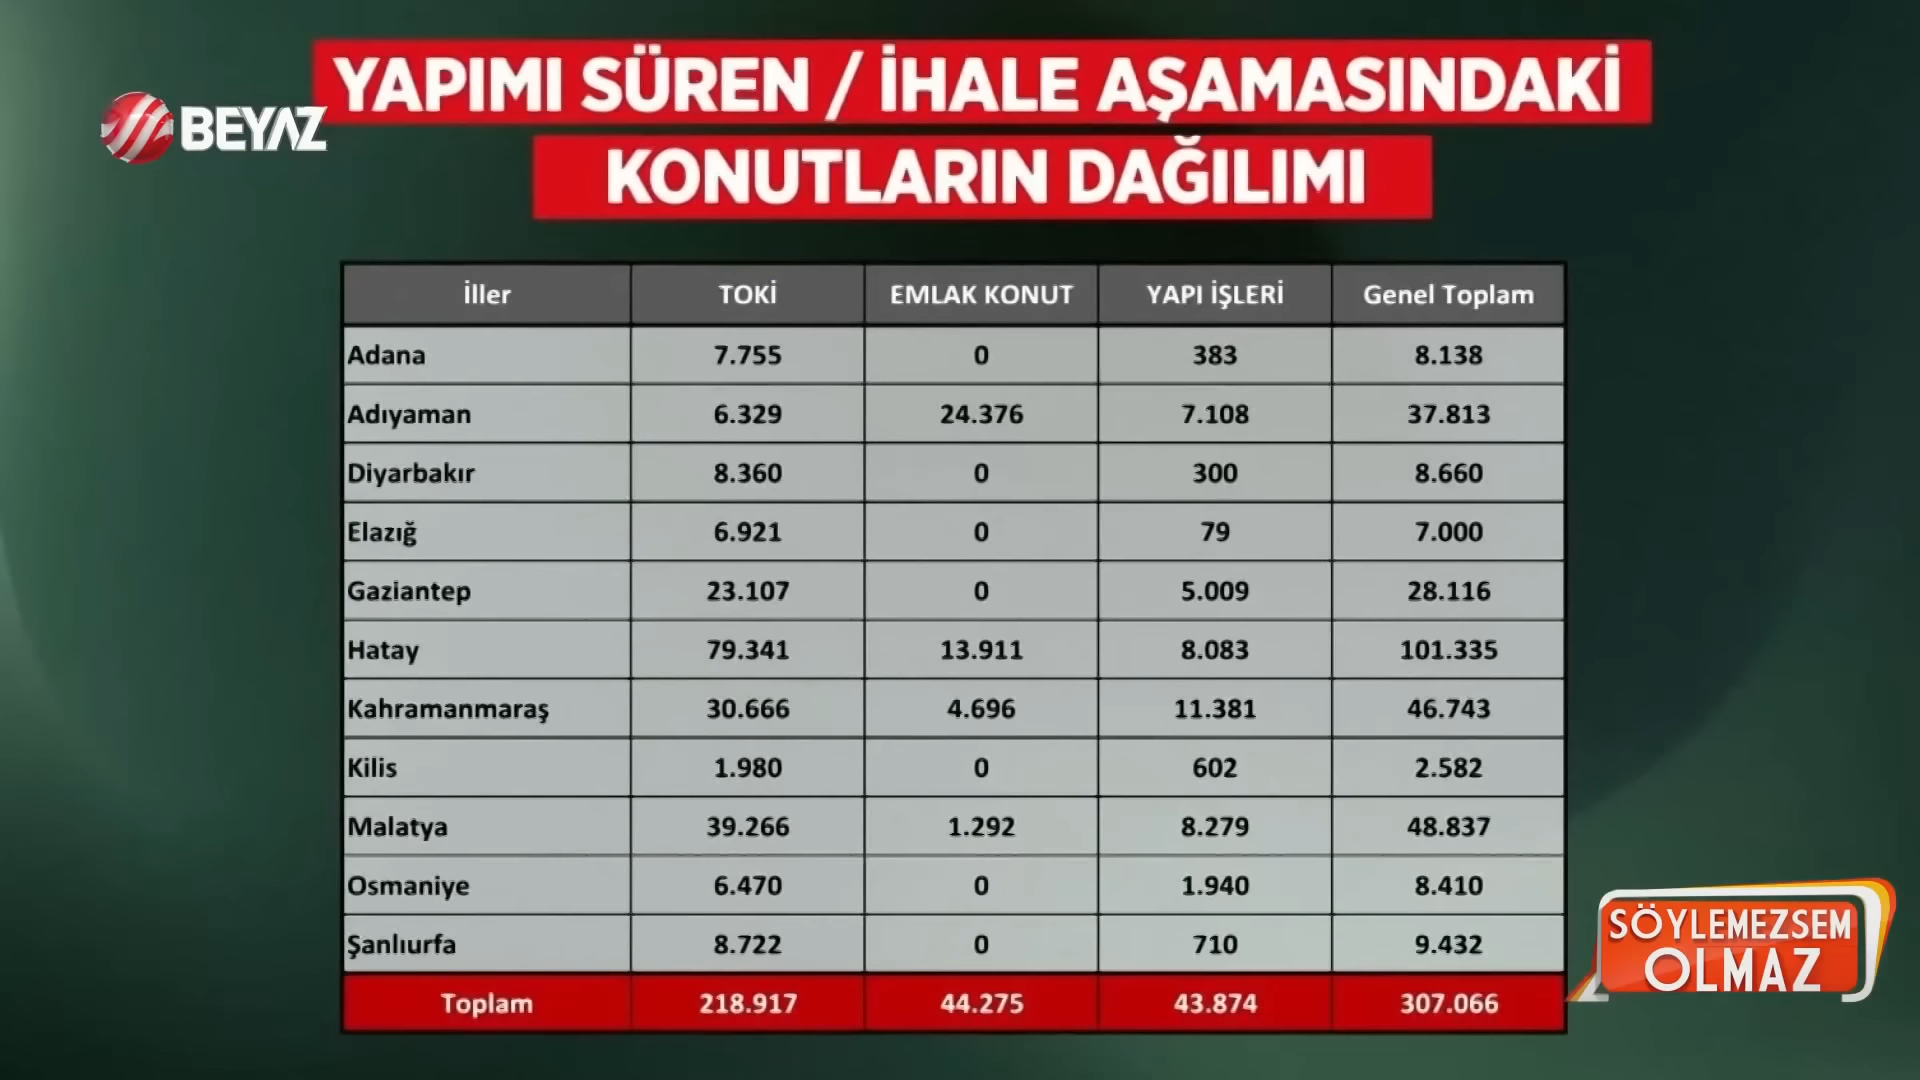 YAPIMI SÜREN / İHALE AŞAMASINDAKİ
BEYAZ
KONUTLARIN DAĞILIMI
İller TOKİ EMLAK KONUT YAPI İŞLERİ Genel Toplam
Adana 7.755 0 383 8.138
Adıyaman 6.329 24.376 7.108 37.813
Diyarbakır 8.360 0 300 8.660
Elazığ 6.921 0 79 7.000
Gaziantep 23.107 0 5.009 28.116
Hatay 79.341 13.911 8.083 101.335
Kahramanmaraş 30.666 4.696 11.381 46.743
Kilis 1.980 0 602 2.582
Malatya 39.266 1.292 8.279 48.837
Osmaniye 6.470 0 1.940 8.410
Şanlıurfa 8.722 0 710 9.432
Toplam 218.917 44.275 43.874 307.066
SÖYLEMEZSEM
OLMAZ